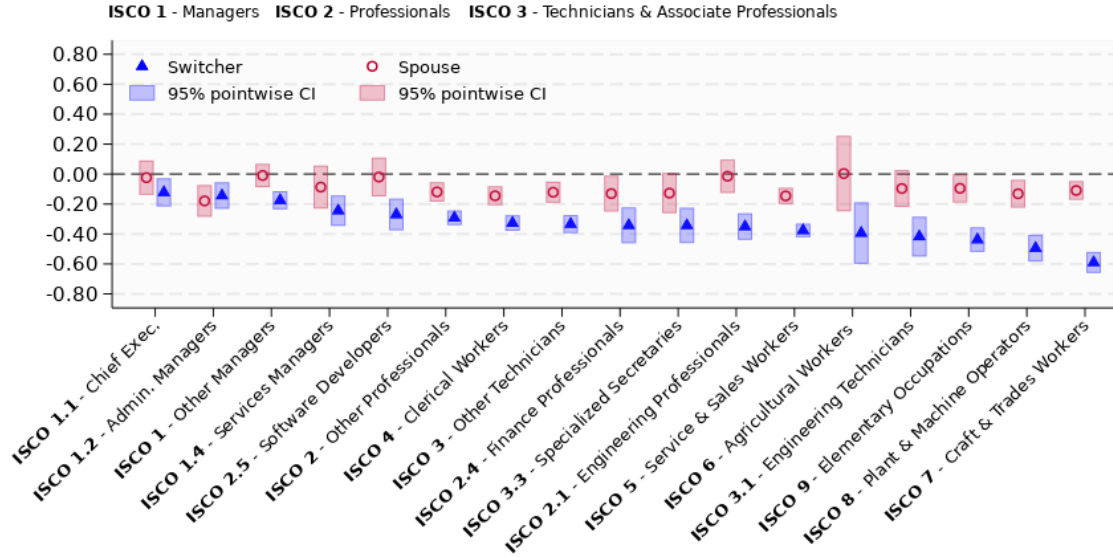 ISCO 1 - Managers ISCO 2 - Professionals ISCO 3 - Technicians & Associate Professionals
0.80
0.60
0.40
0.20
0.00
-0.20
-0.40
-0.60
-0.80
Switcher Spouse
95% pointwise CI 95% pointwise CI
ISCO 1.1 - Chief Exec.
ISCO 1.2 - Admin. Managers
ISCO 1 - Other Managers
ISCO 1.4 - Services Managers
ISCO 2.5 - Software Developers
ISCO 2 - Other Professionals
ISCO 4 - Clerical Workers
ISCO 3 - Other Technicians
ISCO 2.4 - Finance Professionals
ISCO 3.3 - Specialized Secretaries
ISCO 2.1 - Engineering Professionals
ISCO 5 - Service & Sales Workers
ISCO 6 - Agricultural Workers
ISCO 3.1 - Engineering Technicians
ISCO 9 - Elementary Occupations
ISCO 8 - Plant & Machine Operators
ISCO 7 - Craft & Trades Workers